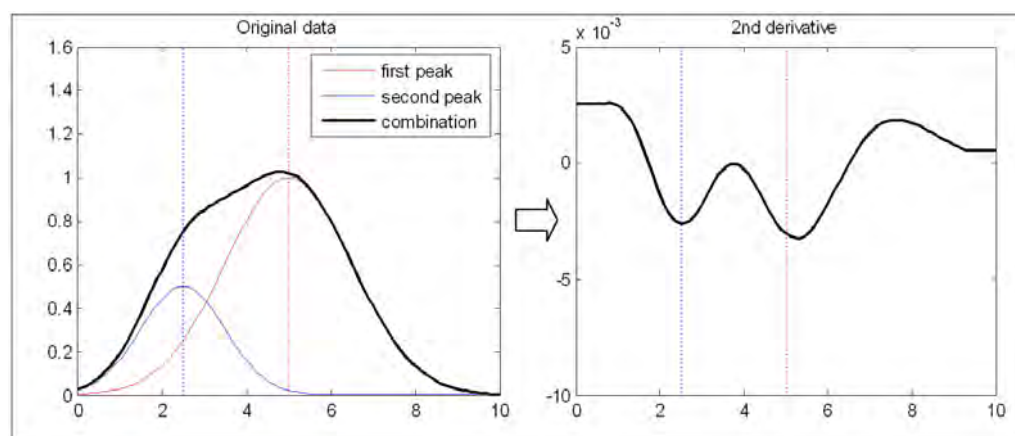 Original data
1.6
1.4
1.2
1
0.8
0.6
0.4
0.2
0
0 2 4 6 8 10
first peak
second peak
combination
x 10⁻³
2nd derivative
5
0
-5
-10
0 2 4 6 8 10